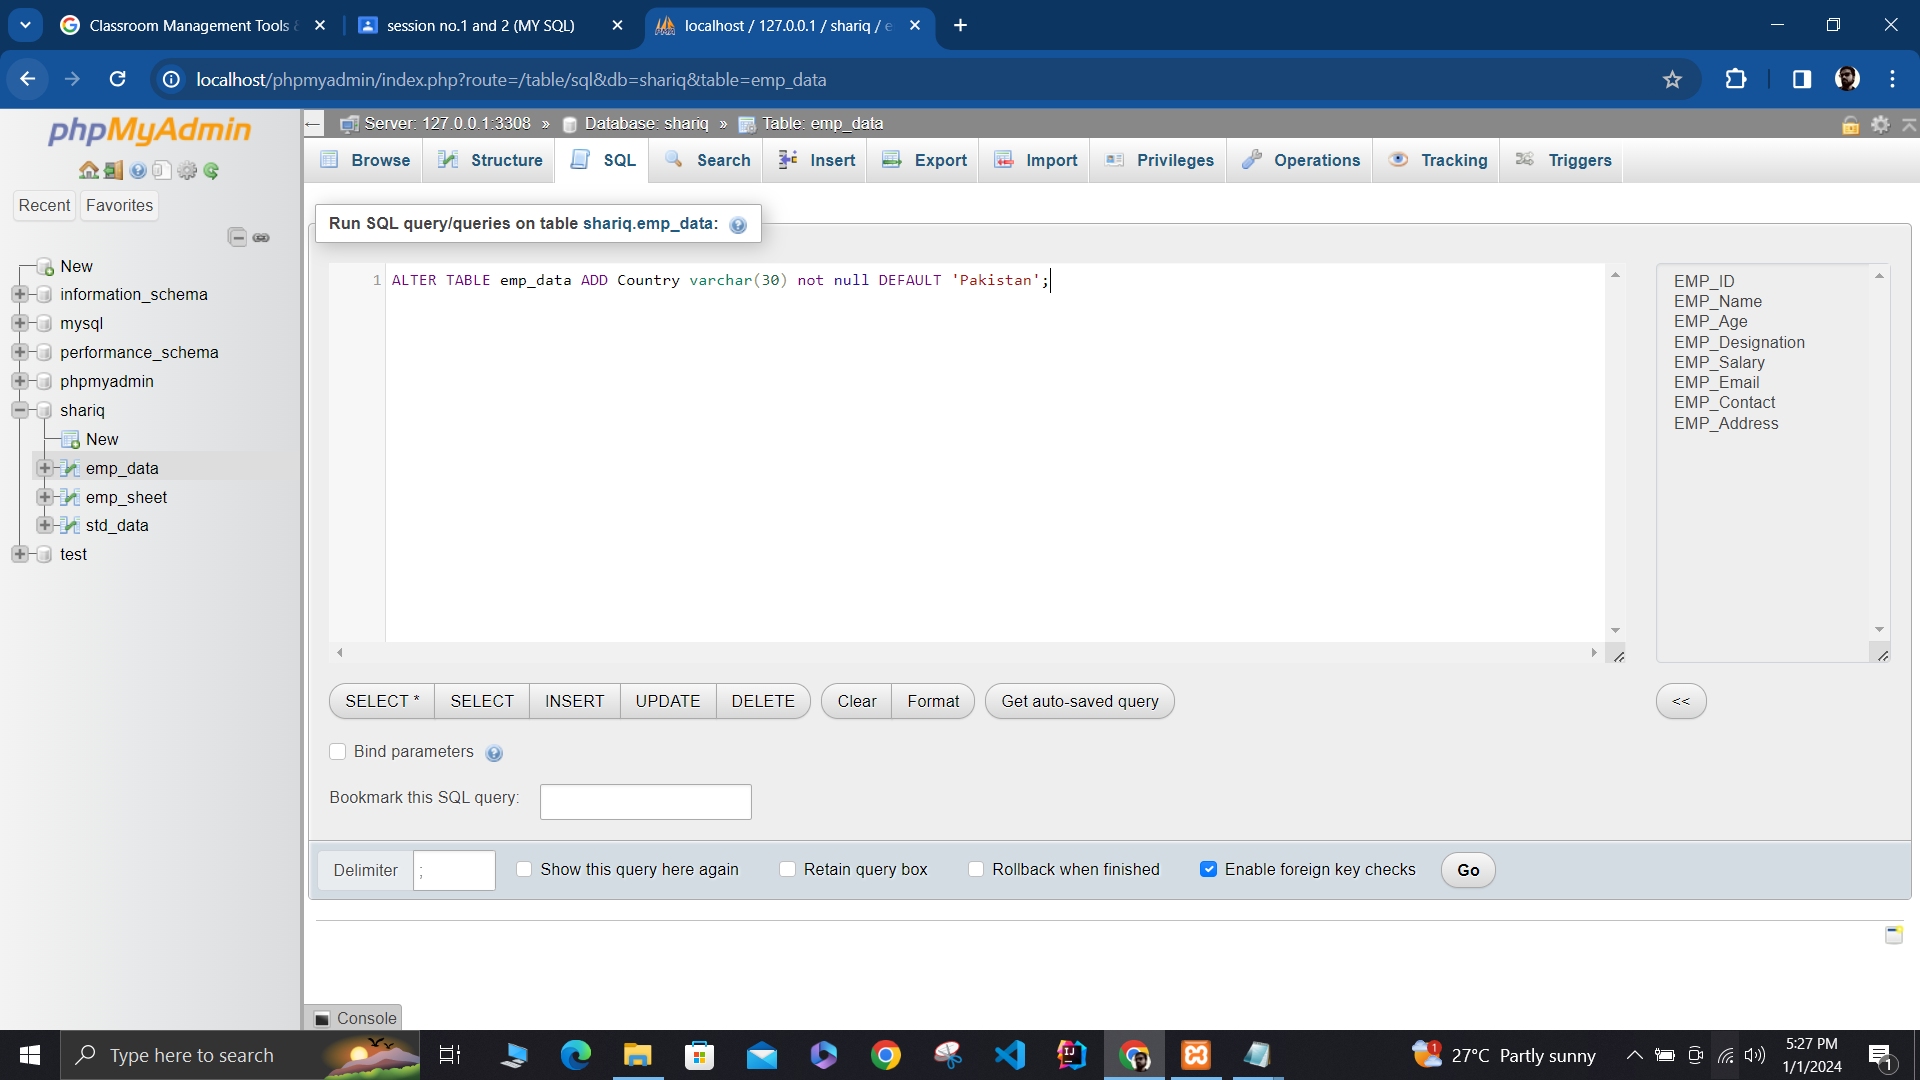 Classroom Management Tools
session no.1 and 2 (MY SQL)
localhost / 127.0.0.1 / shariq / e
localhost/phpmyadmin/index.php?route=/table/sql&db=shariq&table=emp_data
phpMyAdmin
Recent
Favorites
New
information_schema
mysql
performance_schema
phpmyadmin
shariq
New
emp_data
emp_sheet
std_data
test
Server: 127.0.0.1:3308 » Database: shariq » Table: emp_data
Browse
Structure
SQL
Search
Insert
Export
Import
Privileges
Operations
Tracking
Triggers
Run SQL query/queries on table shariq.emp_data:
1 ALTER TABLE emp_data ADD Country varchar(30) not null DEFAULT 'Pakistan';
EMP_ID
EMP_Name
EMP_Age
EMP_Designation
EMP_Salary
EMP_Email
EMP_Contact
EMP_Address
SELECT *
SELECT
INSERT
UPDATE
DELETE
Clear
Format
Get auto-saved query
<<
Bind parameters
Bookmark this SQL query:
Delimiter
;
Show this query here again
Retain query box
Rollback when finished
Enable foreign key checks
Go
Console
Type here to search
27°C Partly sunny
5:27 PM
1/1/2024